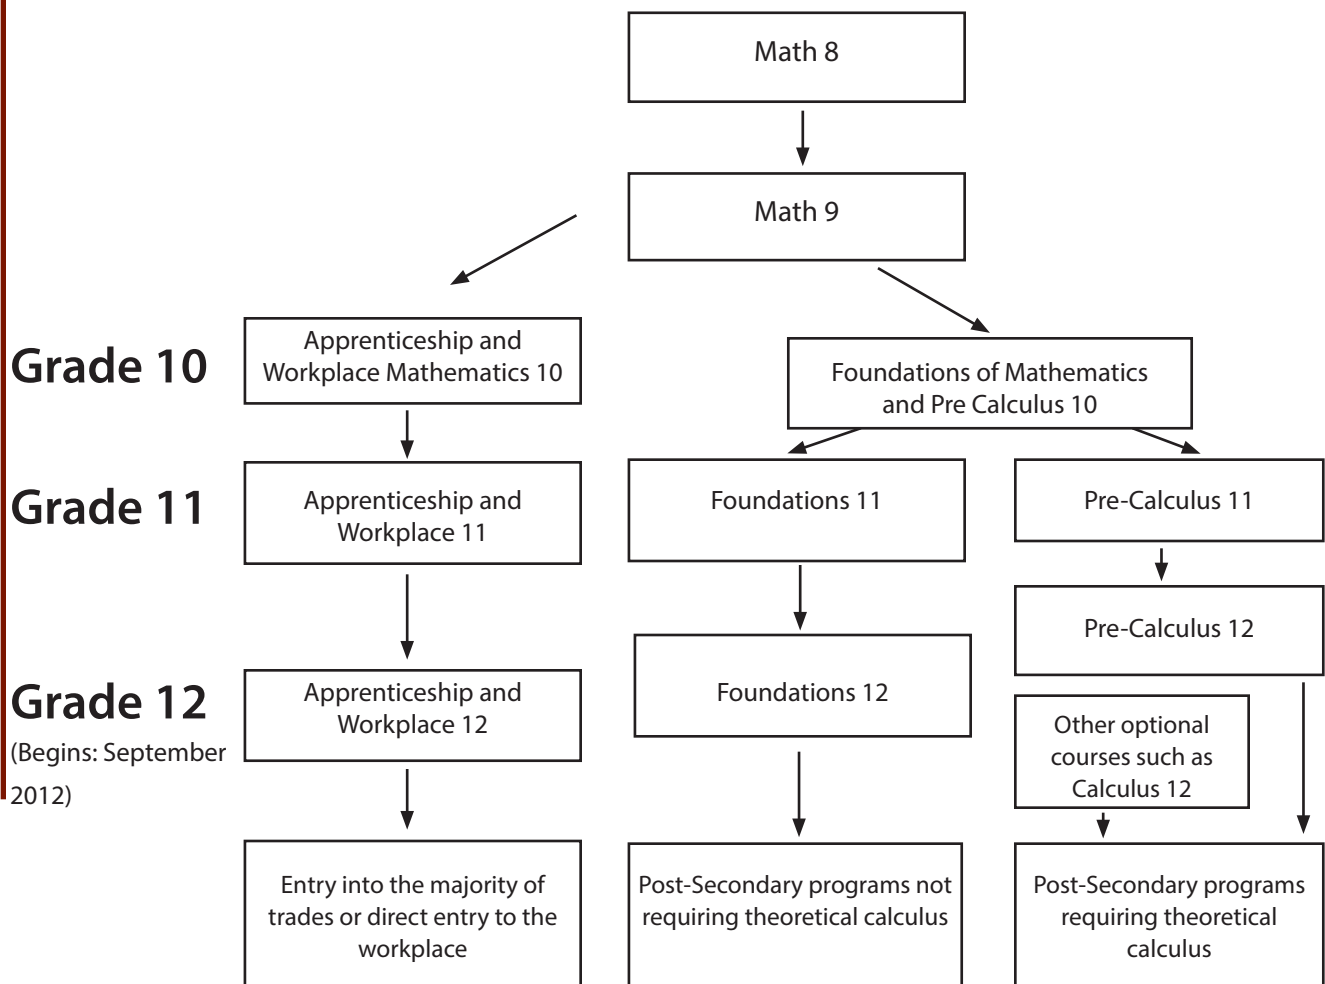 Math 8
Math 9
Grade 10
Apprenticeship and
Workplace Mathematics 10
Foundations of Mathematics
and Pre Calculus 10
Grade 11
Apprenticeship and
Workplace 11
Foundations 11
Pre-Calculus 11
Pre-Calculus 12
Grade 12
(Begins: September
2012)
Apprenticeship and
Workplace 12
Foundations 12
Other optional
courses such as
Calculus 12
Entry into the majority of
trades or direct entry to the
workplace
Post-Secondary programs not
requiring theoretical calculus
Post-Secondary programs
requiring theoretical
calculus